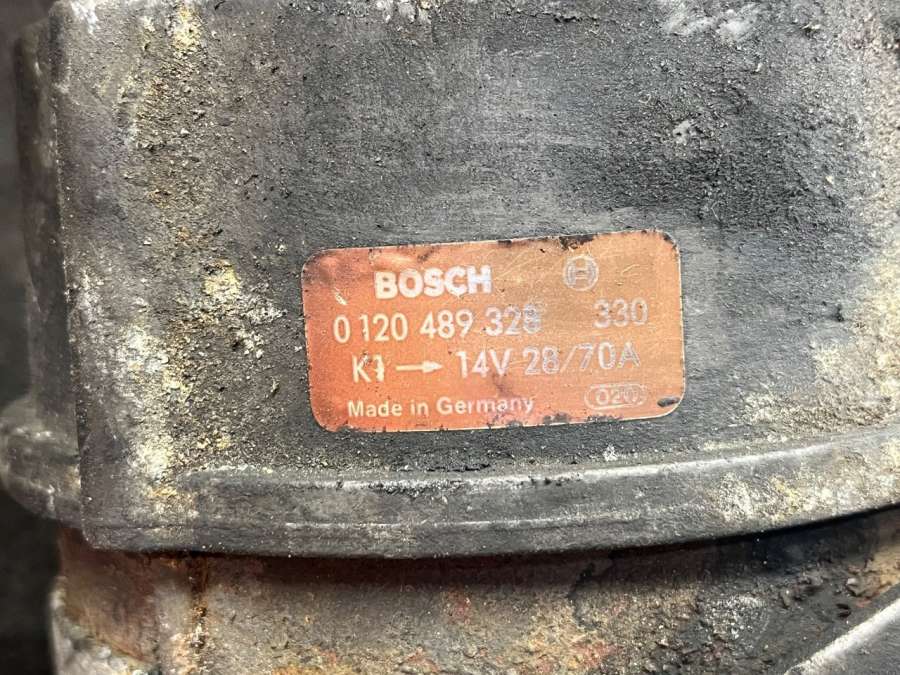 BOSCH
0 120 489 328 330
K1 → 14V 28/70A
Made in Germany 020